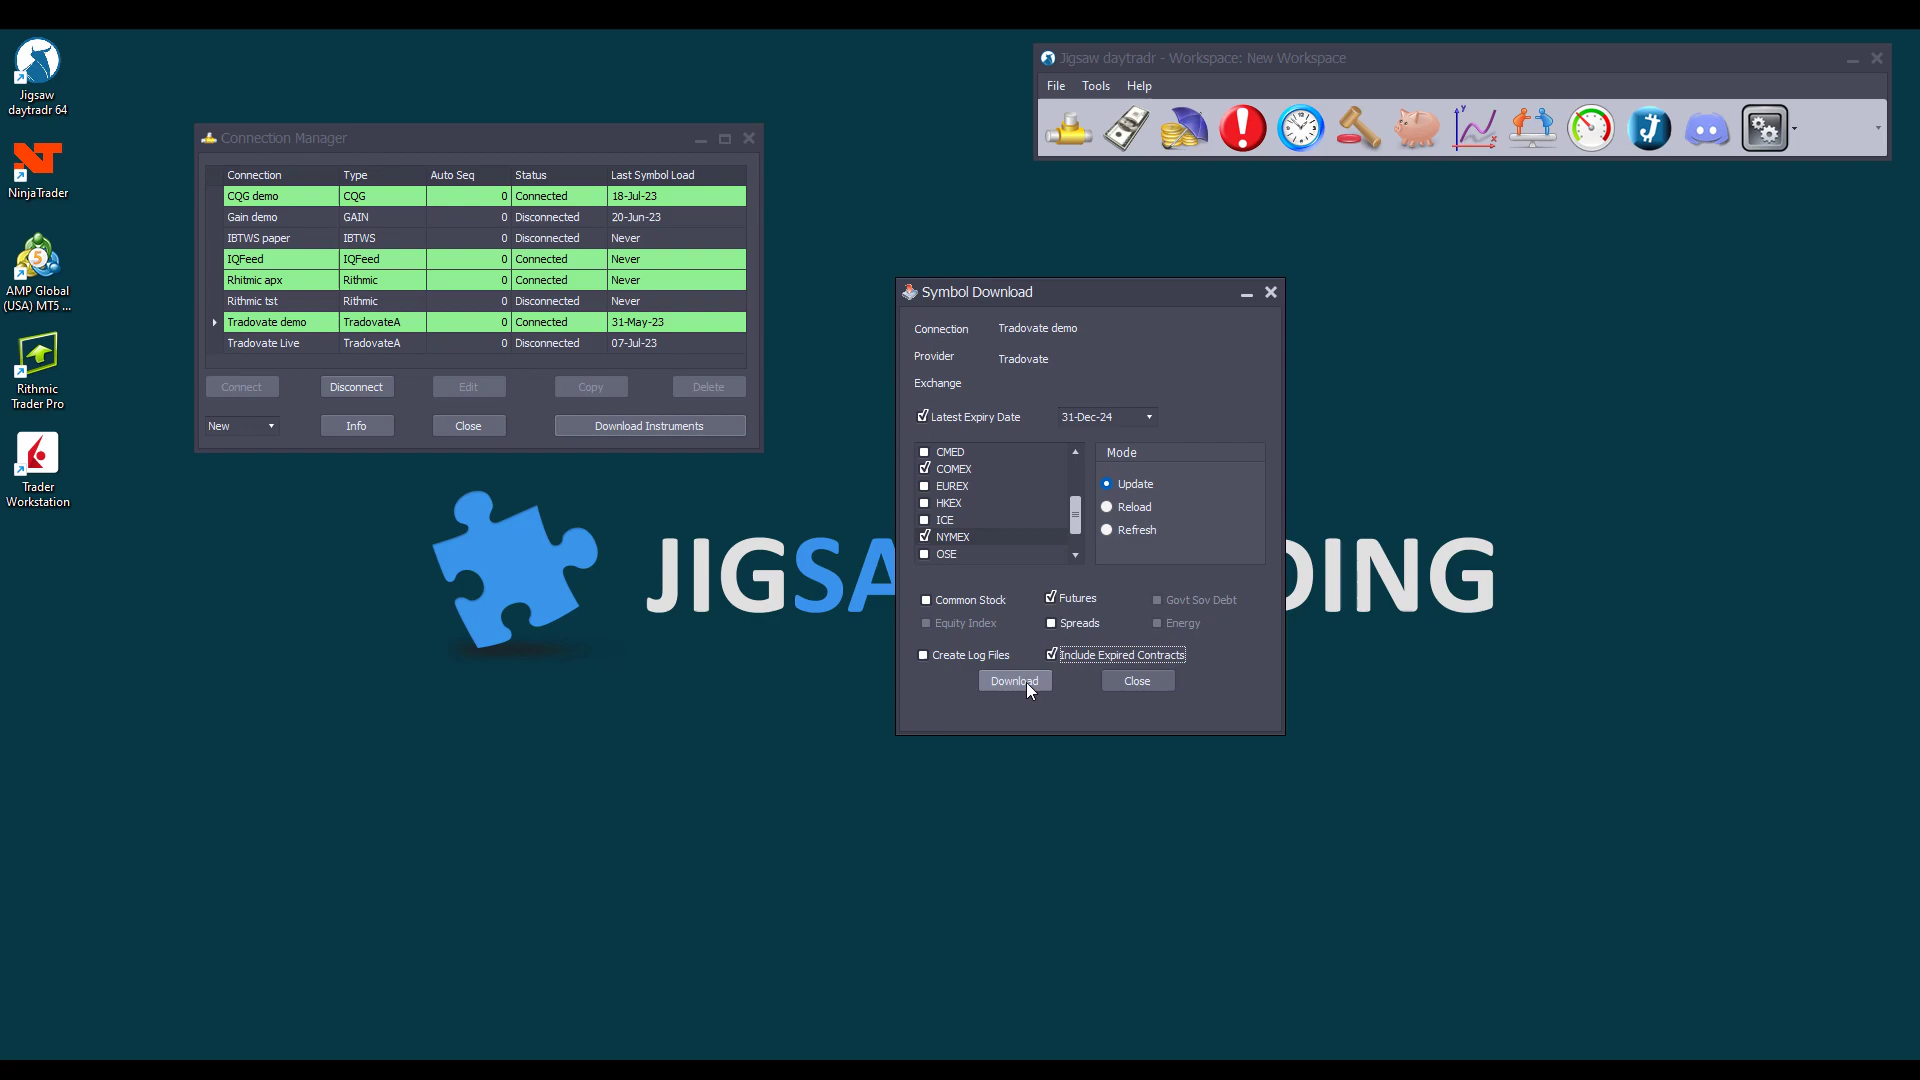 Jigsaw
daytradr 64
NinjaTrader
AMP Global
(USA) MT5 ...
Rithmic
Trader Pro
Trader
Workstation
Connection Manager
Connection Type Auto Seq Status Last Symbol Load
CQG demo CQG 0 Connected 18-Jul-23
Gain demo GAIN 0 Disconnected 20-Jun-23
IBTWS paper IBTWS 0 Disconnected Never
IQFeed IQFeed 0 Connected Never
Rhitmic apx Rithmic 0 Connected Never
Rithmic tst Rithmic 0 Disconnected Never
Tradovate demo TradovateA 0 Connected 31-May-23
Tradovate Live TradovateA 0 Disconnected 07-Jul-23
Connect Disconnect Edit Copy Delete
New Info Close Download Instruments
Jigsaw daytradr - Workspace: New Workspace
File Tools Help
Symbol Download
Connection Tradovate demo
Provider Tradovate
Exchange
Latest Expiry Date 31-Dec-24
CMED
COMEX
EUREX
HKEX
ICE
NYMEX
OSE
Mode
Update
Reload
Refresh
Common Stock Futures Govt Sov Debt
Equity Index Spreads Energy
Create Log Files Include Expired Contracts
Download Close
JIGSA DING